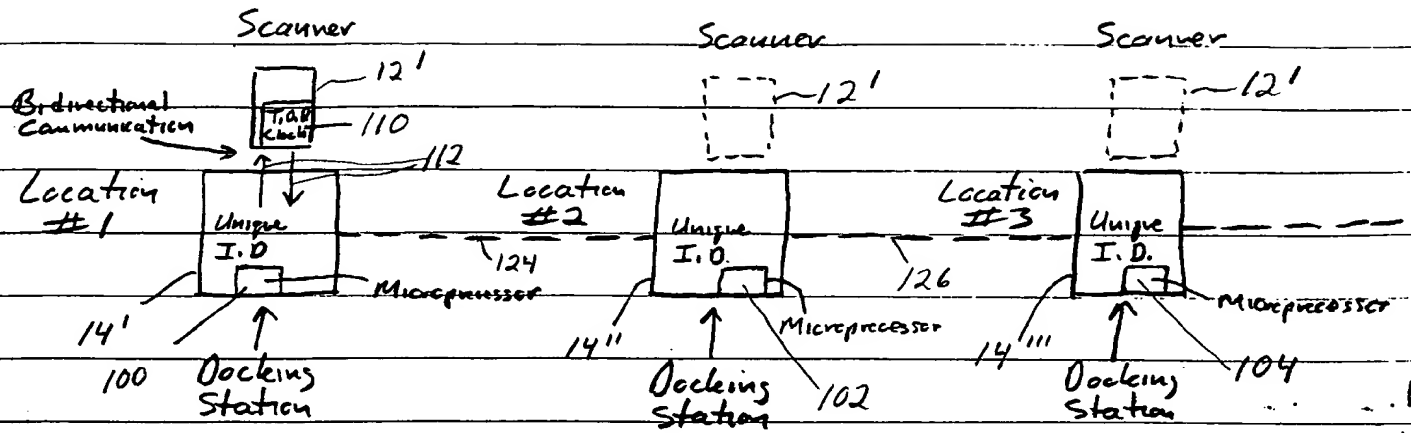 Scanner
Scanner
Scanner
12'
12'
12'
Bidirectional
Communication
T.O.D
Clock
110
112
Location
#1
Location
#2
Location
#3
Unique
I.D
Unique
I.D.
Unique
I.D.
124
126
Microprocessor
Microprocessor
Microprocessor
14'
14''
14'''
100
102
104
Docking
Station
Docking
Station
Docking
Station